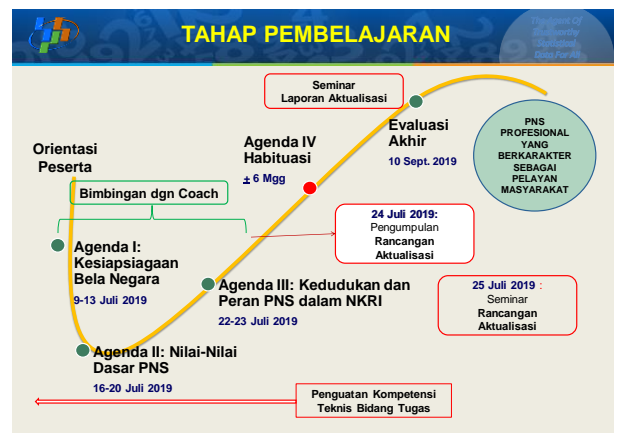 TAHAP PEMBELAJARAN
Seminar
Laporan Aktualisasi
Orientasi
Peserta
Agenda IV
Habituasi
± 6 Mgg
Evaluasi
Akhir
10 Sept. 2019
PNS
PROFESIONAL
YANG
BERKARAKTER
SEBAGAI
PELAYAN
MASYARAKAT
Bimbingan dgn Coach
24 Juli 2019:
Pengumpulan
Rancangan
Aktualisasi
Agenda I:
Kesiapsiagaan
Bela Negara
9-13 Juli 2019
Agenda III: Kedudukan dan
Peran PNS dalam NKRI
22-23 Juli 2019
25 Juli 2019 :
Seminar
Rancangan
Aktualisasi
Agenda II: Nilai-Nilai
Dasar PNS
16-20 Juli 2019
Penguatan Kompetensi
Teknis Bidang Tugas